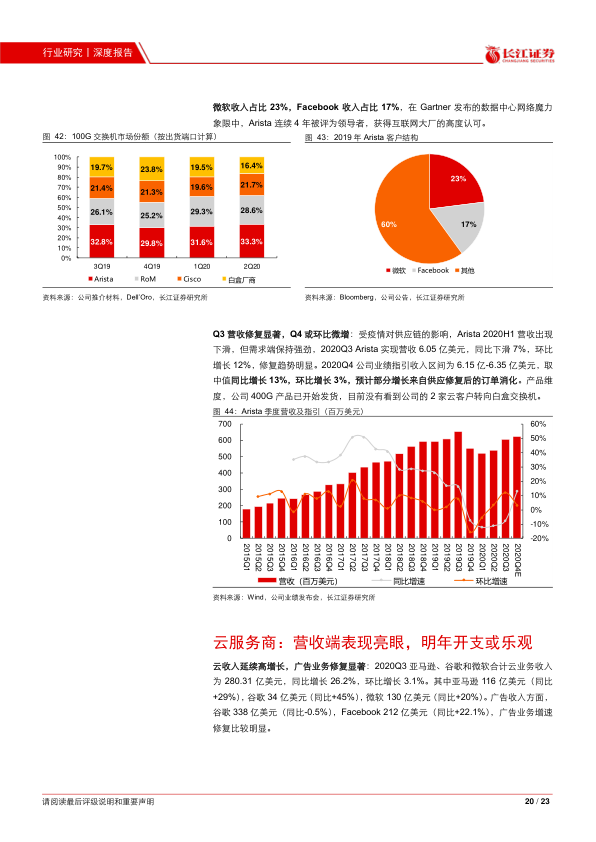 行业研究丨深度报告
长江证券
CHANGJIANG SECURITIES
微软收入占比 23%，Facebook 收入占比 17%，在 Gartner 发布的数据中心网络魔力
象限中，Arista 连续 4 年被评为领导者，获得互联网大厂的高度认可。
图 42：100G 交换机市场份额（按出货端口计算）
100%
90%
80%
70%
60%
50%
40%
30%
20%
10%
0%
19.7% 23.8% 19.5% 16.4%
21.4% 21.3% 19.6% 21.7%
26.1% 25.2% 29.3% 28.6%
32.8% 29.8% 31.6% 33.3%
3Q19 4Q19 1Q20 2Q20
Arista RoM Cisco 白盒厂商
资料来源：公司推介材料，Dell’Oro，长江证券研究所
图 43：2019 年 Arista 客户结构
23%
17%
60%
微软 Facebook 其他
资料来源：Bloomberg，公司公告，长江证券研究所
Q3 营收修复显著，Q4 或环比微增：受疫情对供应链的影响，Arista 2020H1 营收出现
下滑，但需求端保持强劲，2020Q3 Arista 实现营收 6.05 亿美元，同比下滑 7%，环比
增长 12%，修复趋势明显。2020Q4 公司业绩指引收入区间为 6.15 亿-6.35 亿美元，取
中值同比增长 13%，环比增长 3%，预计部分增长来自供应修复后的订单消化。产品维
度，公司 400G 产品已开始发货，目前没有看到公司的 2 家云客户转向白盒交换机。
图 44：Arista 季度营收及指引（百万美元）
700
600
500
400
300
200
100
0
60%
50%
40%
30%
20%
10%
0%
-10%
-20%
2015Q1 2015Q2 2015Q3 2015Q4 2016Q1 2016Q2 2016Q3 2016Q4 2017Q1 2017Q2 2017Q3 2017Q4 2018Q1 2018Q2 2018Q3 2018Q4 2019Q1 2019Q2 2019Q3 2019Q4 2020Q1 2020Q2 2020Q3 2020Q4E
营收（百万美元） 同比增速 环比增速
资料来源：Wind，公司业绩发布会，长江证券研究所
云服务商：营收端表现亮眼，明年开支或乐观
云收入延续高增长，广告业务修复显著：2020Q3 亚马逊、谷歌和微软合计云业务收入
为 280.31 亿美元，同比增长 26.2%，环比增长 3.1%。其中亚马逊 116 亿美元（同比
+29%），谷歌 34 亿美元（同比+45%），微软 130 亿美元（同比+20%）。广告收入方面，
谷歌 338 亿美元（同比-0.5%），Facebook 212 亿美元（同比+22.1%），广告业务增速
修复比较明显。
请阅读最后评级说明和重要声明
20 / 23